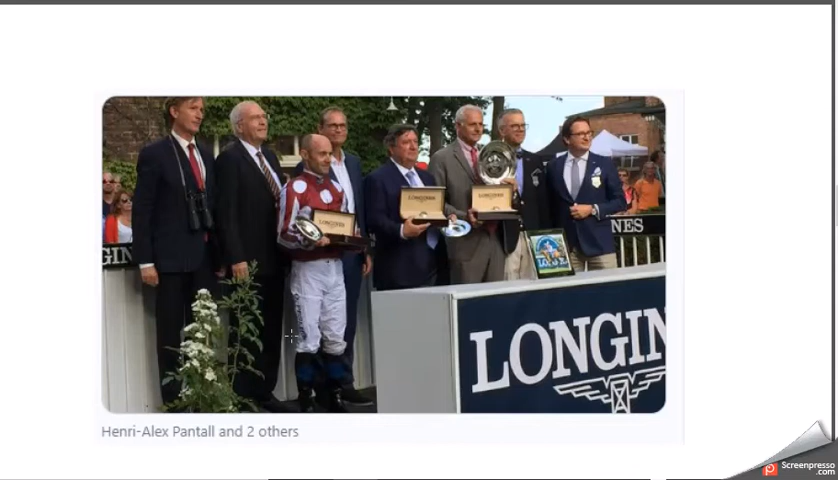 LONGINES
LONGINES
GIN
NES
LONGIN
Henri-Alex Pantall and 2 others
Screenpresso
.com